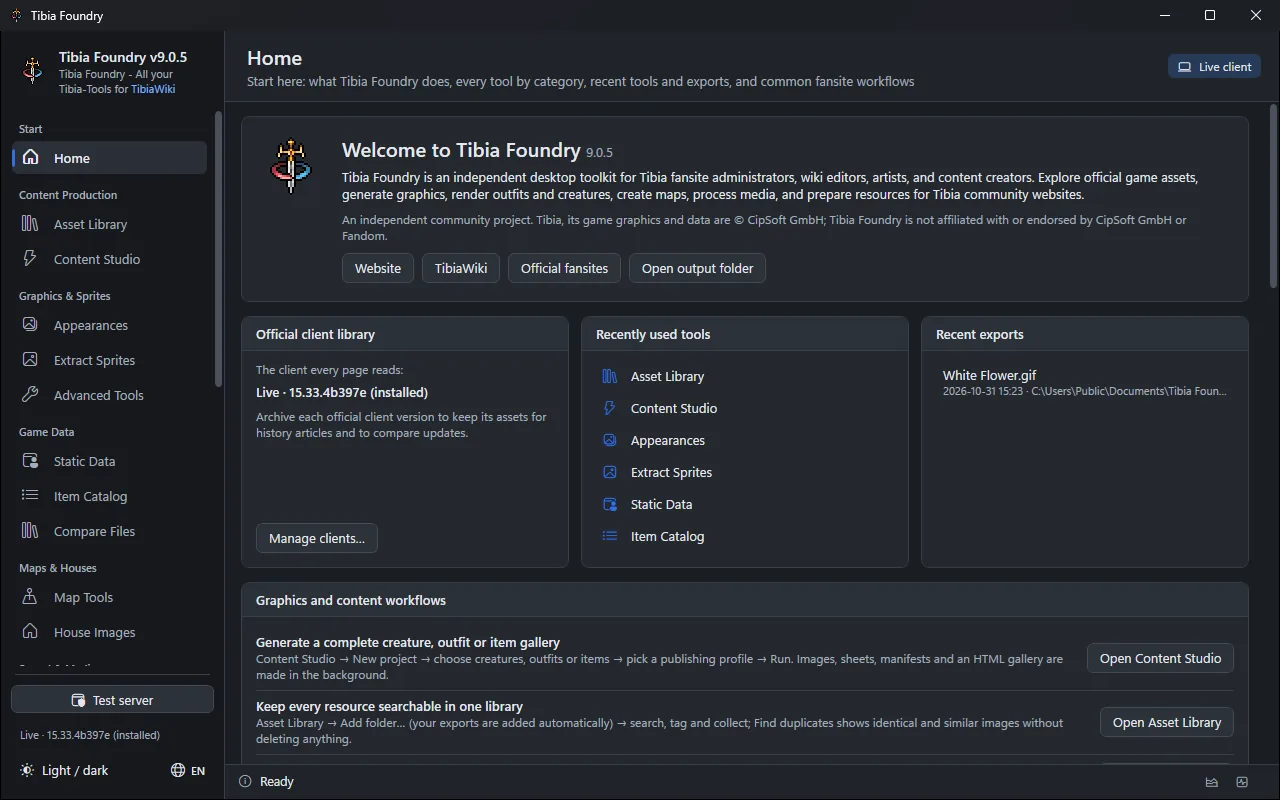 Tibia Foundry
Tibia Foundry v9.0.5
Tibia Foundry - All your
Tibia-Tools for TibiaWiki
Start
Home
Content Production
Asset Library
Content Studio
Graphics & Sprites
Appearances
Extract Sprites
Advanced Tools
Game Data
Static Data
Item Catalog
Compare Files
Maps & Houses
Map Tools
House Images
Test server
Live · 15.33.4b397e (installed)
Light / dark
EN
Home
Start here: what Tibia Foundry does, every tool by category, recent tools and exports, and common fansite workflows
Live client
Welcome to Tibia Foundry 9.0.5
Tibia Foundry is an independent desktop toolkit for Tibia fansite administrators, wiki editors, artists, and content creators. Explore official game assets,
generate graphics, render outfits and creatures, create maps, process media, and prepare resources for Tibia community websites.
An independent community project. Tibia, its game graphics and data are © CipSoft GmbH; Tibia Foundry is not affiliated with or endorsed by CipSoft GmbH or
Fandom.
Website
TibiaWiki
Official fansites
Open output folder
Official client library
The client every page reads:
Live · 15.33.4b397e (installed)
Archive each official client version to keep its assets for
history articles and to compare updates.
Manage clients...
Recently used tools
Asset Library
Content Studio
Appearances
Extract Sprites
Static Data
Item Catalog
Recent exports
White Flower.gif
2026-10-31 15:23 · C:\Users\Public\Documents\Tibia Foun...
Graphics and content workflows
Generate a complete creature, outfit or item gallery
Content Studio → New project → choose creatures, outfits or items → pick a publishing profile → Run. Images, sheets, manifests and an HTML gallery are
made in the background.
Open Content Studio
Keep every resource searchable in one library
Asset Library → Add folder... (your exports are added automatically) → search, tag and collect; Find duplicates shows identical and similar images without
deleting anything.
Open Asset Library
Ready